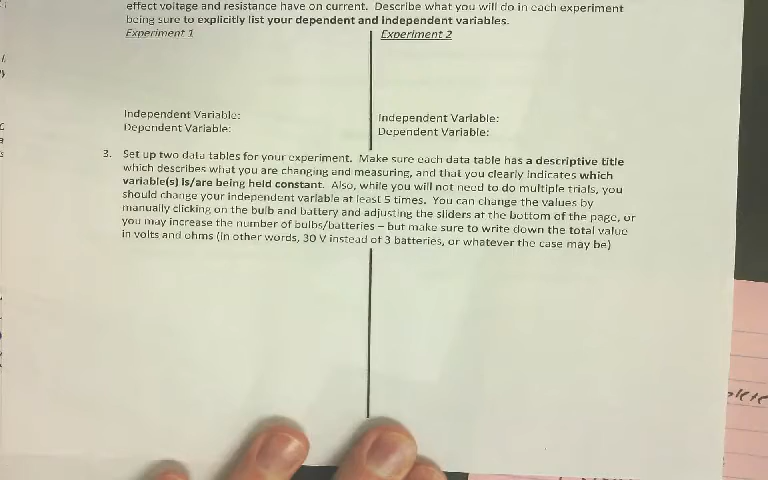 effect voltage and resistance have on current. Describe what you will do in each experiment
being sure to explicitly list your dependent and independent variables.
Experiment 1
Experiment 2
Independent Variable:
Dependent Variable:
Independent Variable:
Dependent Variable:
3. Set up two data tables for your experiment. Make sure each data table has a descriptive title
which describes what you are changing and measuring, and that you clearly indicates which
variable(s) is/are being held constant. Also, while you will not need to do multiple trials, you
should change your independent variable at least 5 times. You can change the values by
manually clicking on the bulb and battery and adjusting the sliders at the bottom of the page, or
you may increase the number of bulbs/batteries – but make sure to write down the total value
in volts and ohms (in other words, 30 V instead of 3 batteries, or whatever the case may be)